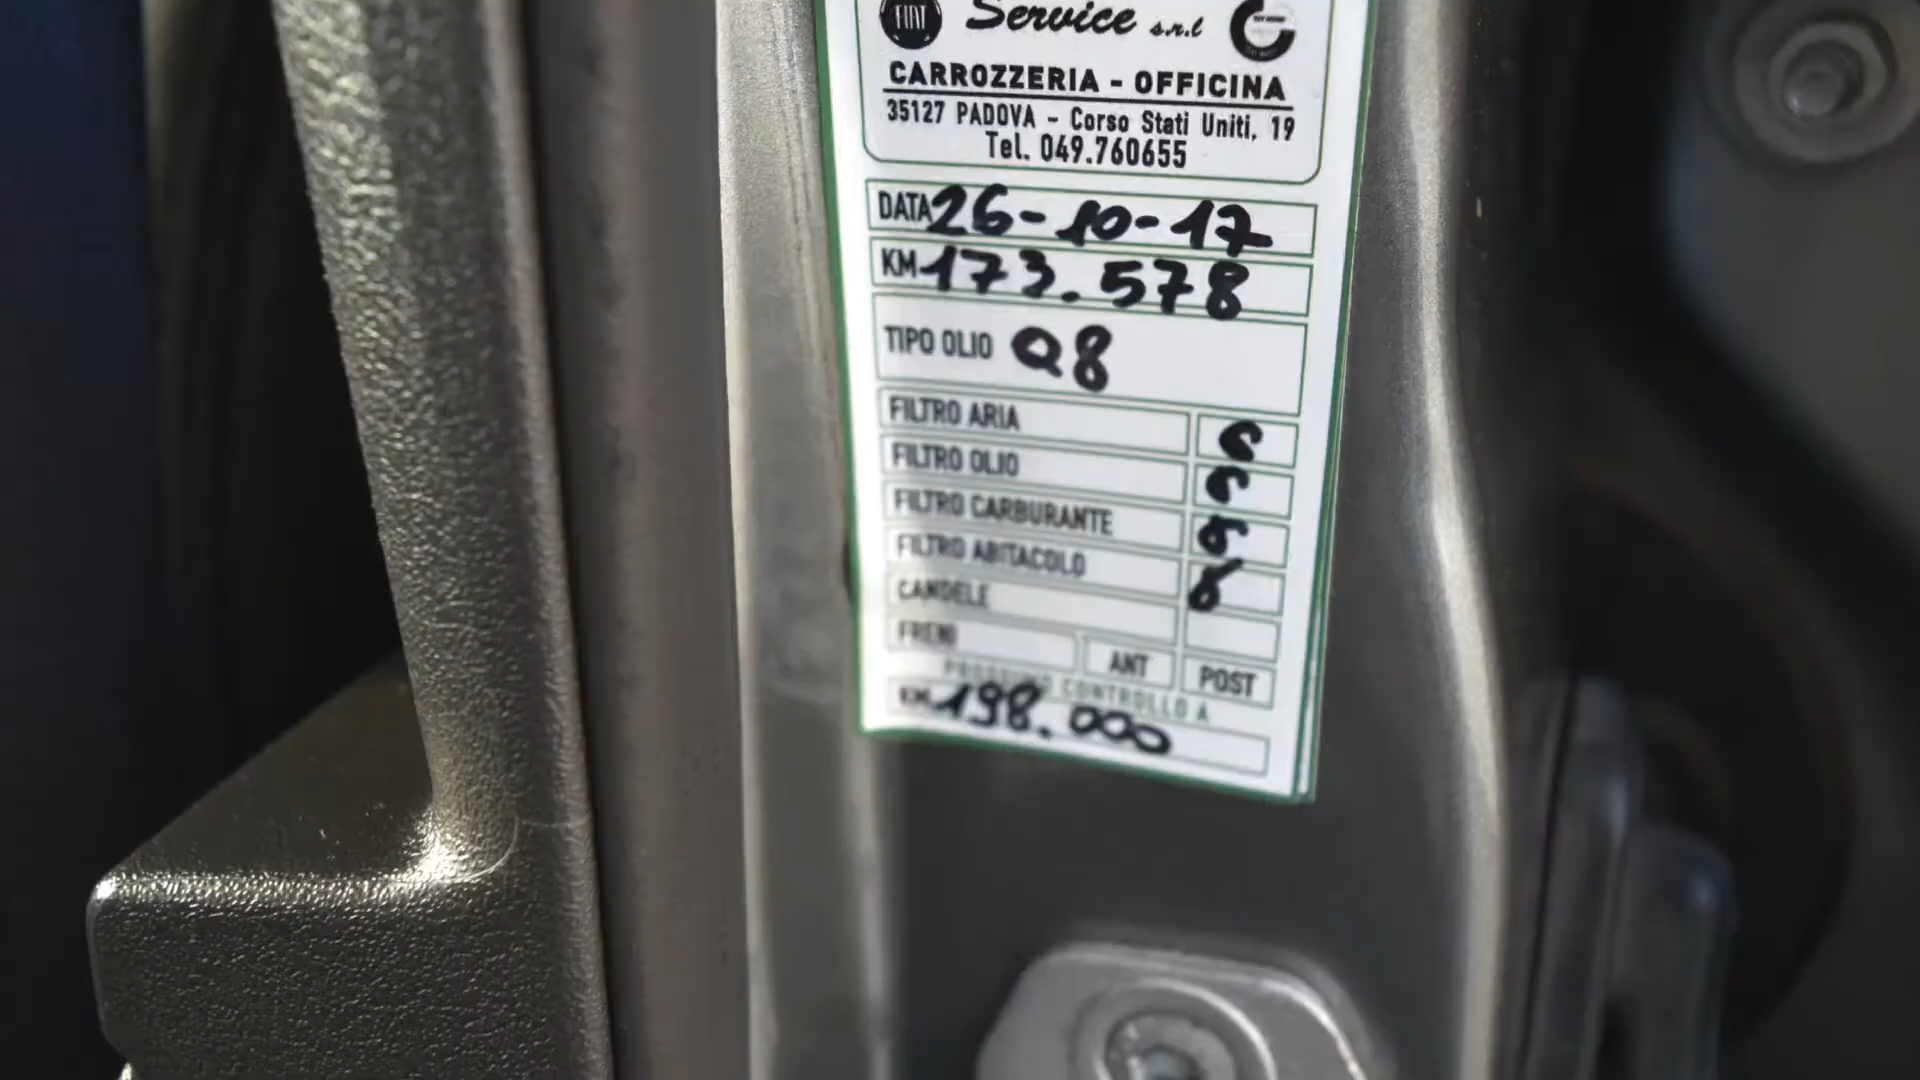 FIAT Service s.r.l
CARROZZERIA - OFFICINA
35127 PADOVA - Corso Stati Uniti, 19
Tel. 049.760655
DATA 26-10-17
KM 173.578
TIPO OLIO Q8
FILTRO ARIA
FILTRO OLIO
FILTRO CARBURANTE
FILTRO ABITACOLO
CANDELE
FRENI ANT POST
PROSSIMO CONTROLLO A
KM 198.000